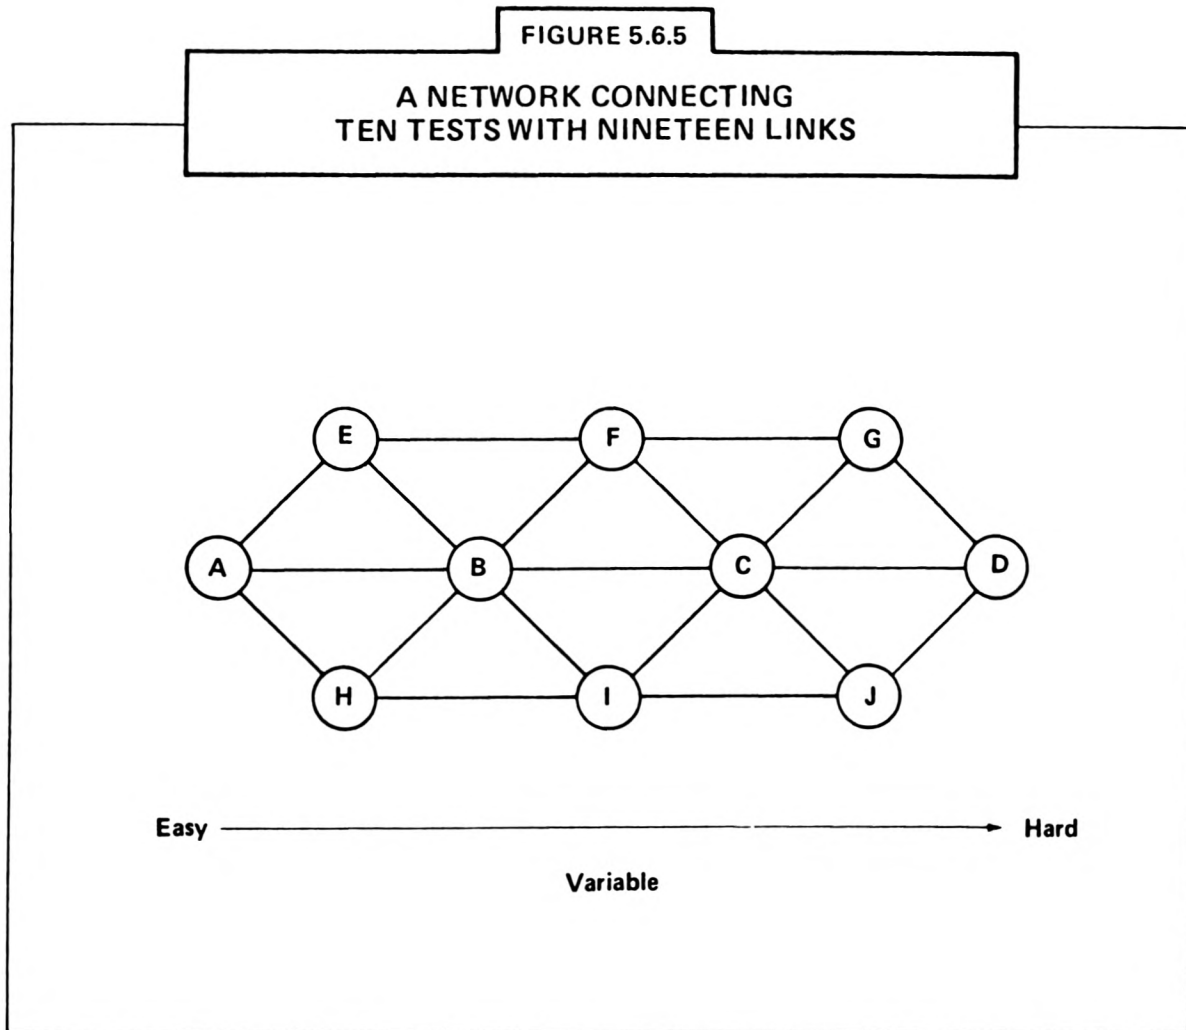 FIGURE 5.6.5
A NETWORK CONNECTING
TEN TESTS WITH NINETEEN LINKS
E F G
A B C D
H I J
Easy Hard
Variable